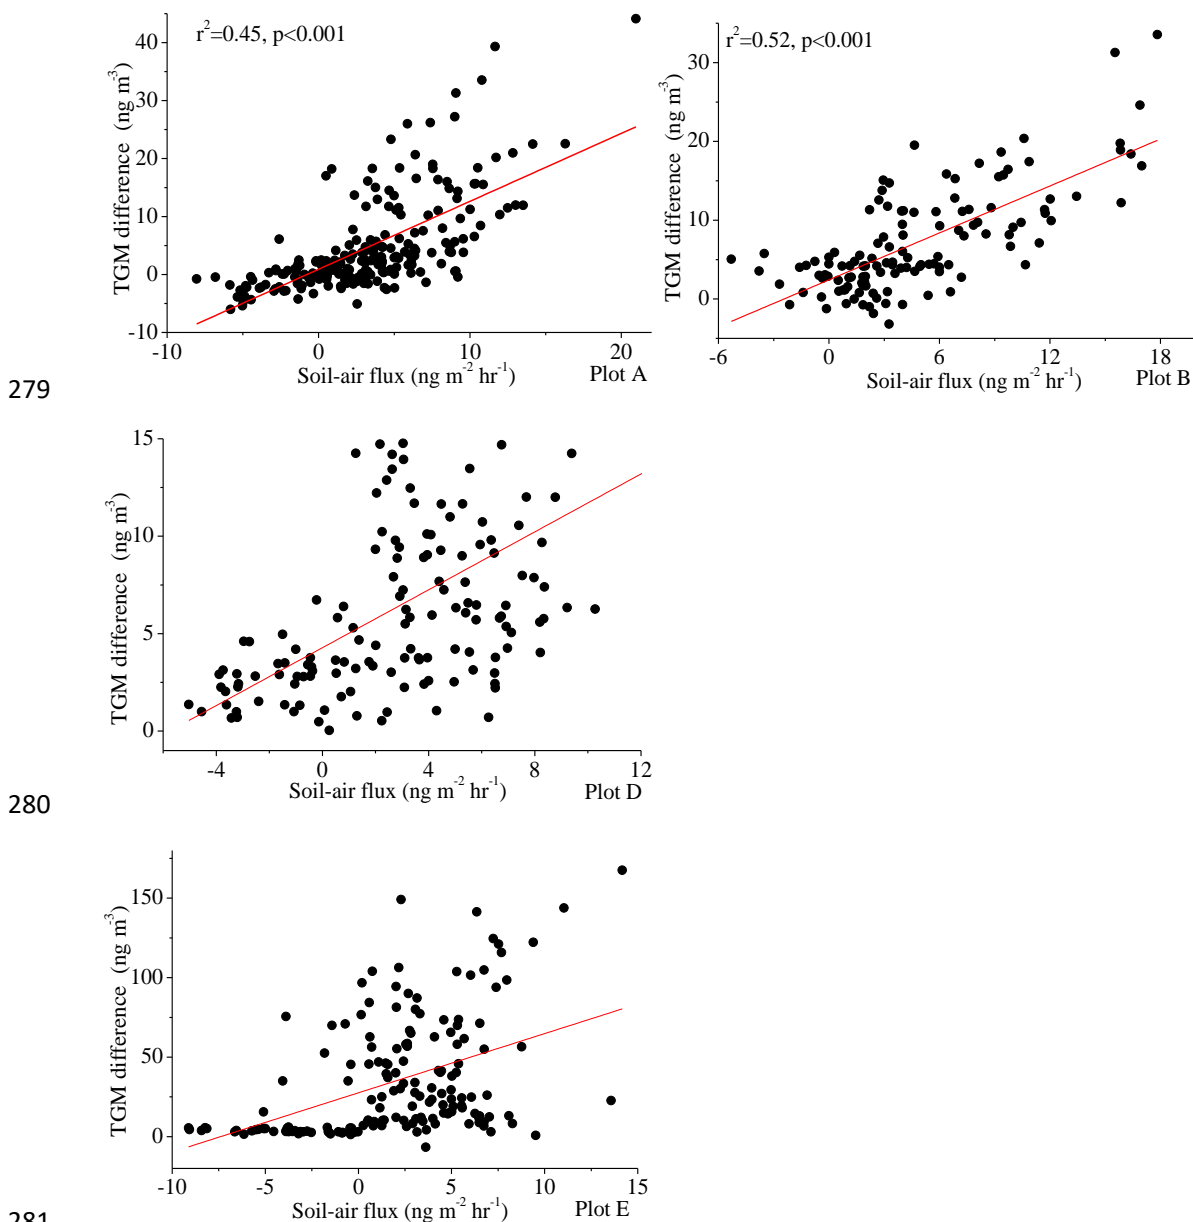 r²=0.45, p<0.001
TGM difference (ng m⁻³)
40
30
20
10
0
-10
-10 0 10 20
Soil-air flux (ng m⁻² hr⁻¹) Plot A
r²=0.52, p<0.001
TGM difference (ng m⁻³)
30
20
10
0
-6 0 6 12 18
Soil-air flux (ng m⁻² hr⁻¹) Plot B
279
TGM difference (ng m⁻³)
15
10
5
0
-4 0 4 8 12
Soil-air flux (ng m⁻² hr⁻¹) Plot D
280
TGM difference (ng m⁻³)
150
100
50
0
-10 -5 0 5 10 15
Soil-air flux (ng m⁻² hr⁻¹) Plot E
281